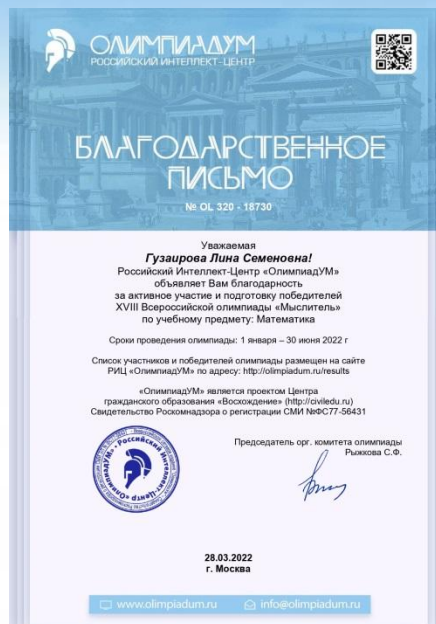 ОЛИМПИАДУМ
РОССИЙСКИЙ ИНТЕЛЛЕКТ-ЦЕНТР
БЛАГОДАРСТВЕННОЕ
ПИСЬМО
№ OL 320 - 18730
Уважаемая
Гузаирова Лина Семеновна!
Российский Интеллект-Центр «ОлимпиадУМ»
объявляет Вам благодарность
за активное участие и подготовку победителей
XVIII Всероссийской олимпиады «Мыслитель»
по учебному предмету: Математика
Сроки проведения олимпиады: 1 января – 30 июня 2022 г
Список участников и победителей олимпиады размещен на сайте
РИЦ «ОлимпиадУМ» по адресу: http://olimpiadum.ru/results
«ОлимпиадУМ» является проектом Центра
гражданского образования «Восхождение» (http://civiledu.ru)
Свидетельство Роскомнадзора о регистрации СМИ №ФС77-56431
Председатель орг. комитета олимпиады
Рыжкова С.Ф.
Российский Интеллект-Центр «ОлимпиадУМ»
28.03.2022
г. Москва
www.olimpiadum.ru info@olimpiadum.ru